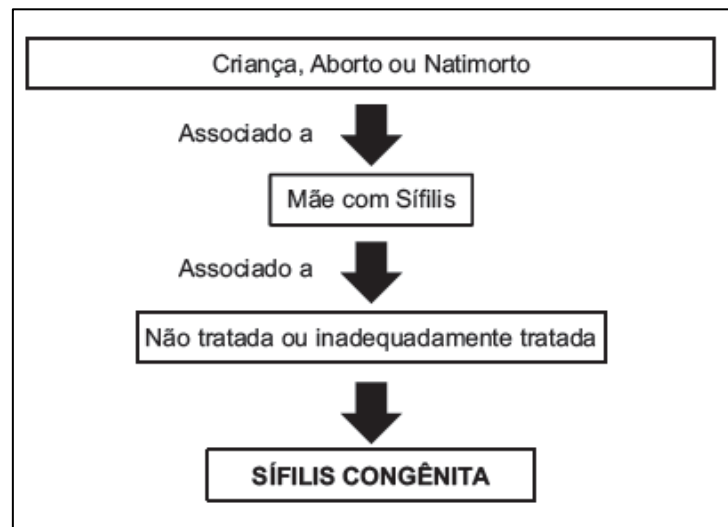 Criança, Aborto ou Natimorto
Associado a
Mãe com Sífilis
Associado a
Não tratada ou inadequadamente tratada
SÍFILIS CONGÊNITA